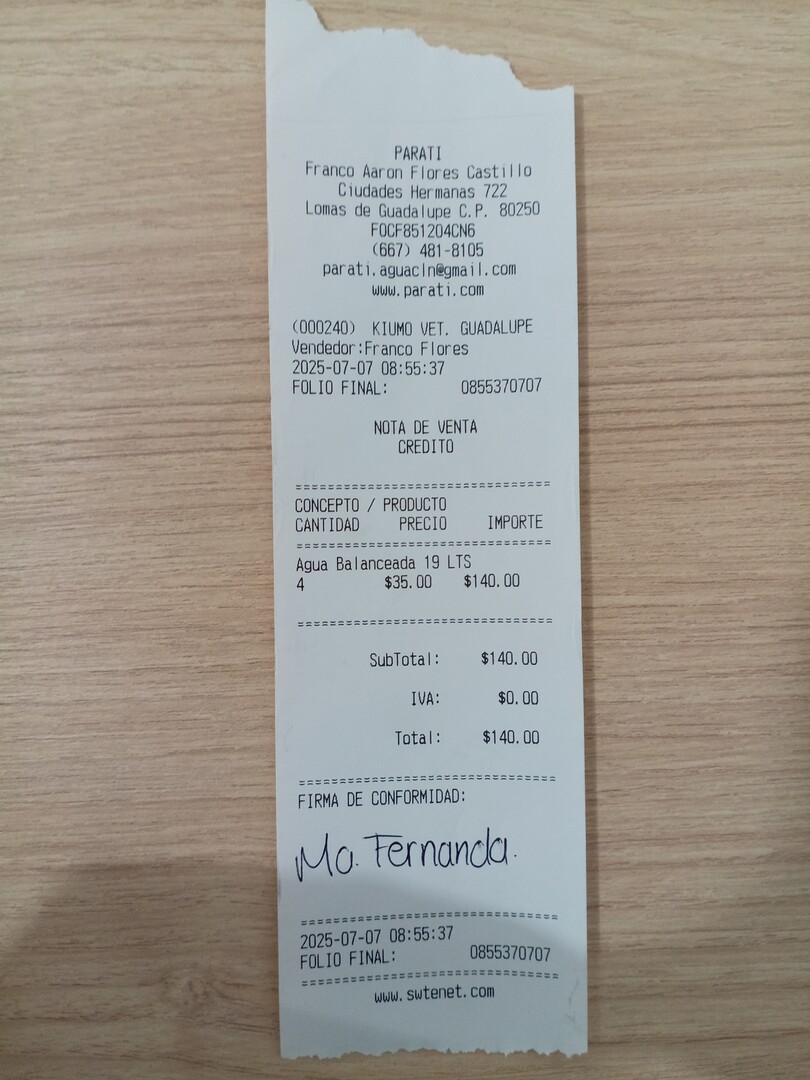 PARATI
Franco Aaron Flores Castillo
Ciudades Hermanas 722
Lomas de Guadalupe C.P. 80250
FOCF851204CN6
(667) 481-8105
parati.aguacln@gmail.com
www.parati.com
(000240) KIUMO VET. GUADALUPE
Vendedor:Franco Flores
2025-07-07 08:55:37
FOLIO FINAL: 0855370707
NOTA DE VENTA
CREDITO
================================
CONCEPTO / PRODUCTO
CANTIDAD PRECIO IMPORTE
================================
Agua Balanceada 19 LTS
4 $35.00 $140.00
================================
SubTotal: $140.00
IVA: $0.00
Total: $140.00
================================
FIRMA DE CONFORMIDAD:
Ma. Fernanda.
================================
2025-07-07 08:55:37
FOLIO FINAL: 0855370707
================================
www.swtenet.com